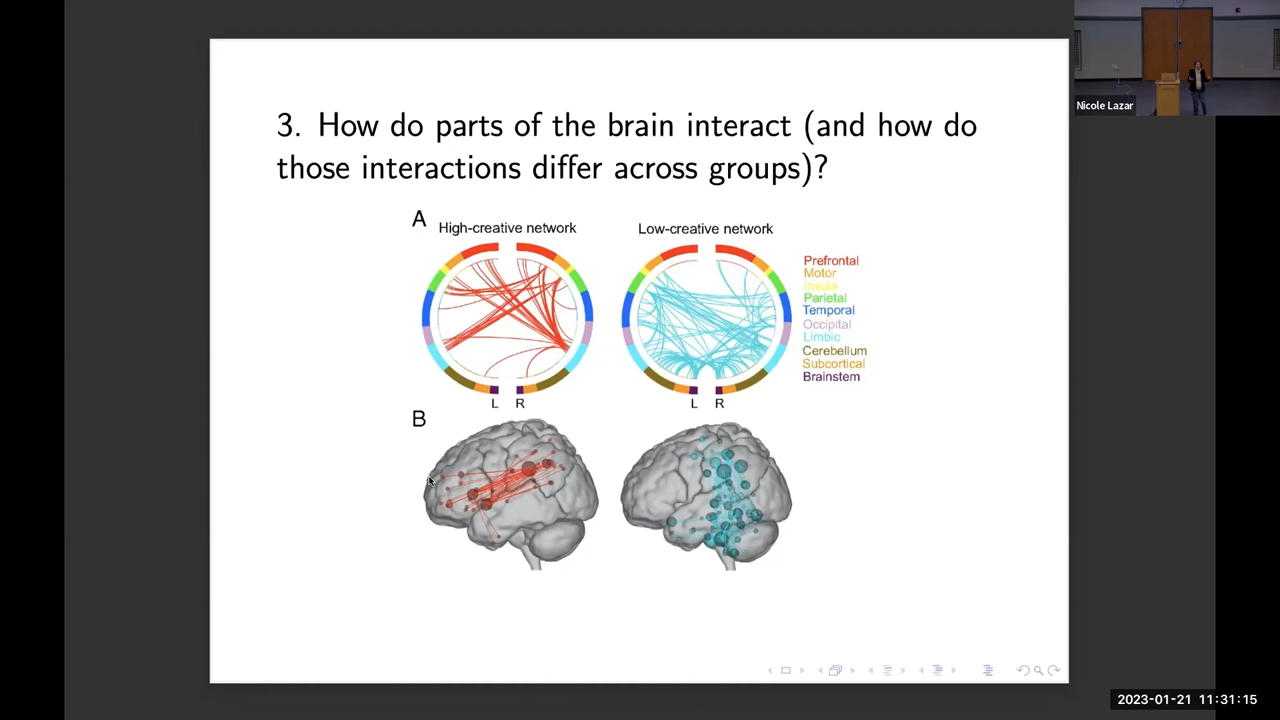 Nicole Lazar
3. How do parts of the brain interact (and how do
those interactions differ across groups)?
A
High-creative network
Low-creative network
Prefrontal
Motor
Insula
Parietal
Temporal
Occipital
Limbic
Cerebellum
Subcortical
Brainstem
L R
L R
B
2023-01-21 11:31:15